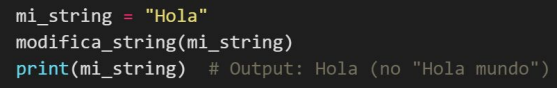 mi_string = "Hola"
modifica_string(mi_string)
print(mi_string)  # Output: Hola (no "Hola mundo")